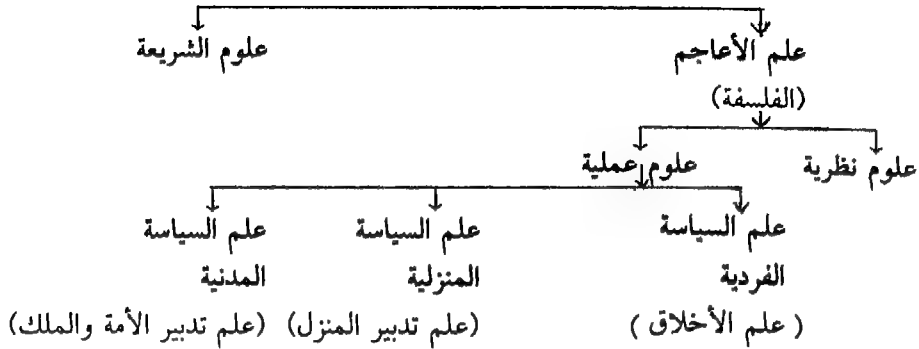 علم الأعاجم علوم الشريعة
(الفلسفة)
علوم نظرية علوم عملية
علم السياسة علم السياسة علم السياسة
الفردية المنزلية المدنية
( علم الأخلاق ) (علم تدبير المنزل) (علم تدبير الأمة والملك)